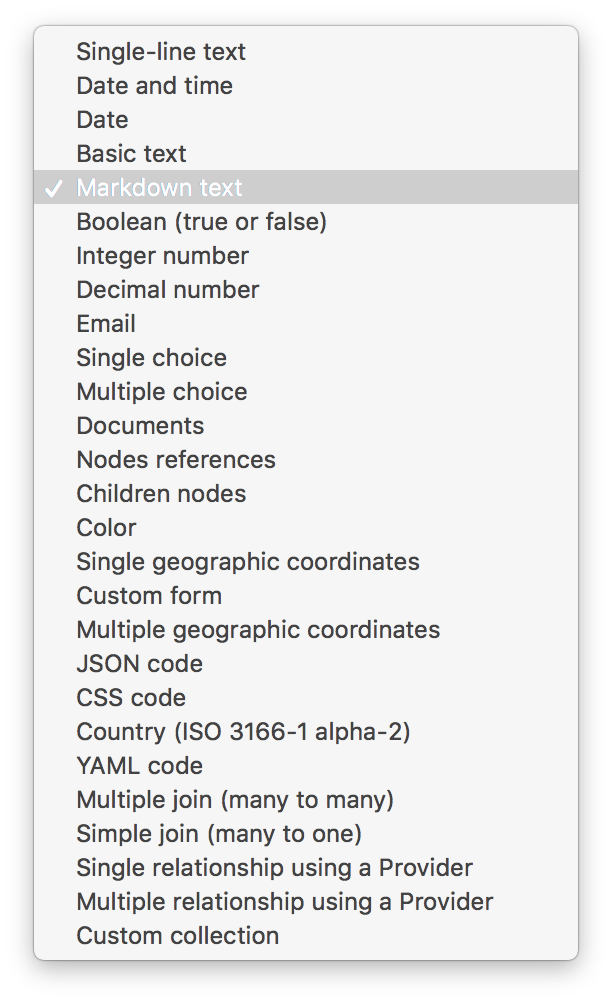 Single-line text
Date and time
Date
Basic text
Markdown text
Boolean (true or false)
Integer number
Decimal number
Email
Single choice
Multiple choice
Documents
Nodes references
Children nodes
Color
Single geographic coordinates
Custom form
Multiple geographic coordinates
JSON code
CSS code
Country (ISO 3166-1 alpha-2)
YAML code
Multiple join (many to many)
Simple join (many to one)
Single relationship using a Provider
Multiple relationship using a Provider
Custom collection